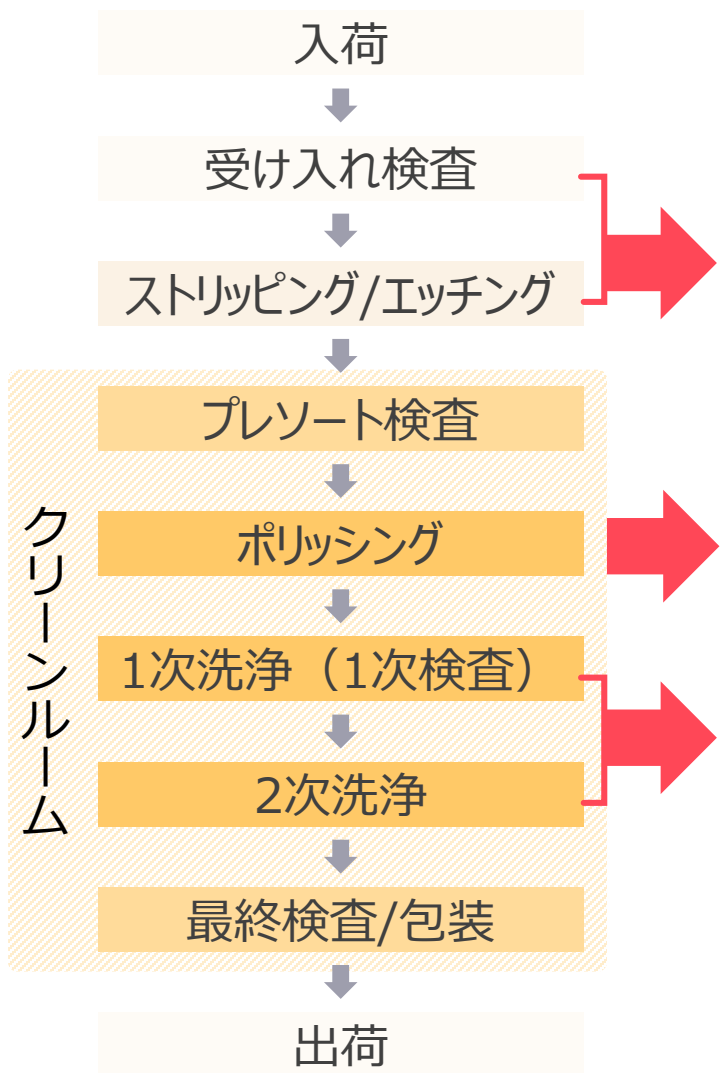 入荷
受け入れ検査
ストリッピング/エッチング
プレソート検査
ポリッシング
1次洗浄（1次検査）
2次洗浄
最終検査/包装
クリーンルーム
出荷